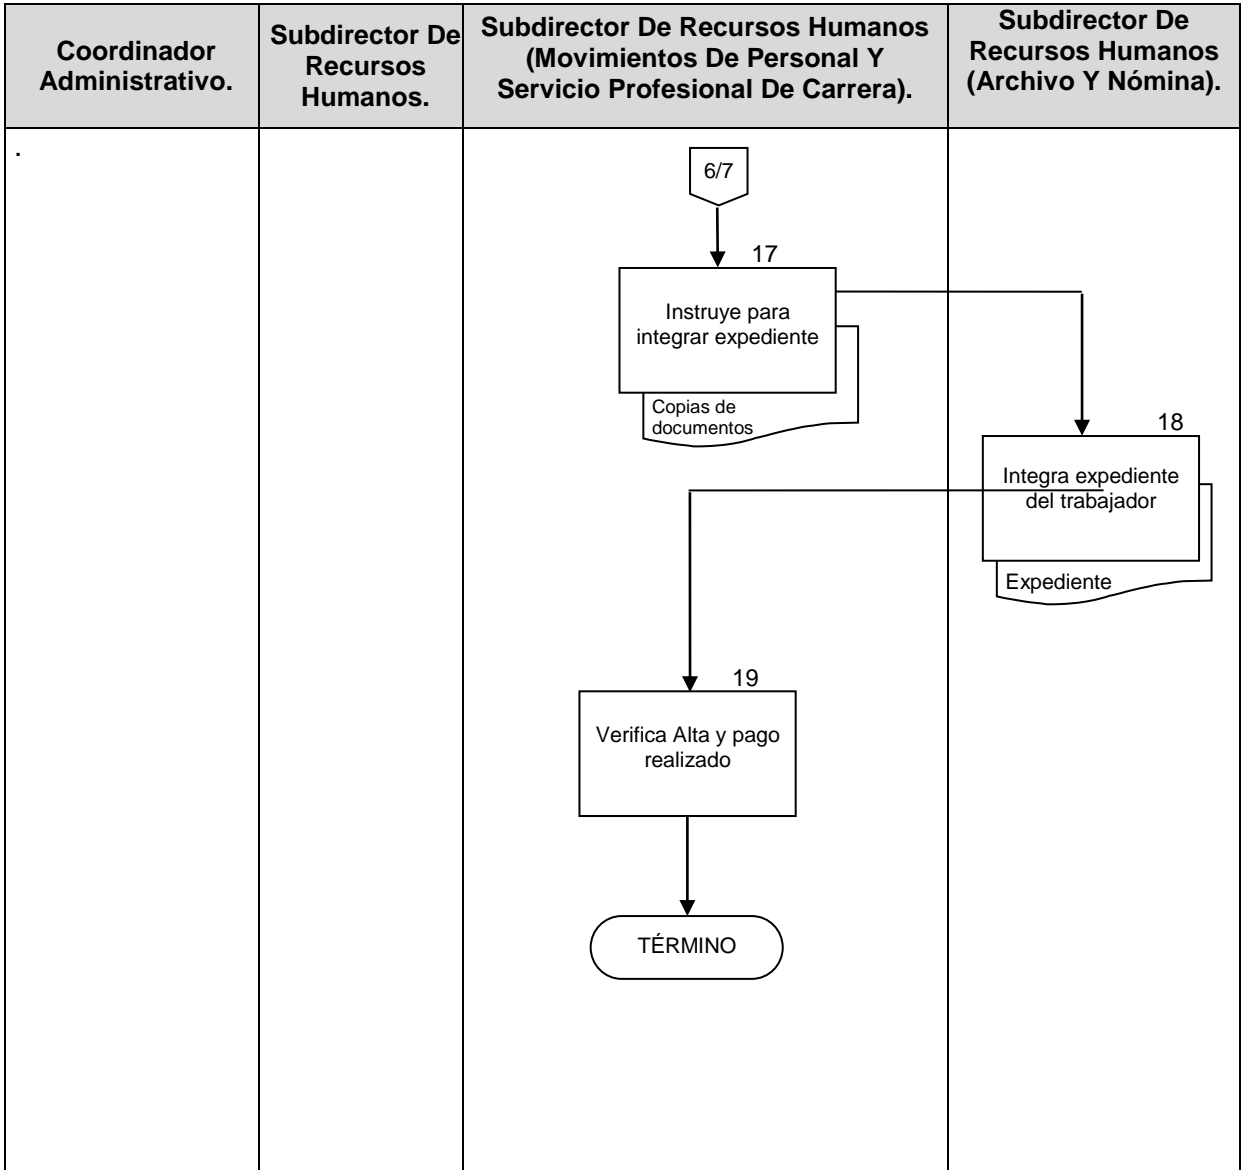 Coordinador
Administrativo.
Subdirector De
Recursos
Humanos.
Subdirector De Recursos Humanos
(Movimientos De Personal Y
Servicio Profesional De Carrera).
Subdirector De
Recursos Humanos
(Archivo Y Nómina).
.
6/7
17
Instruye para
integrar expediente
Copias de
documentos
18
Integra expediente
del trabajador
Expediente
19
Verifica Alta y pago
realizado
TÉRMINO